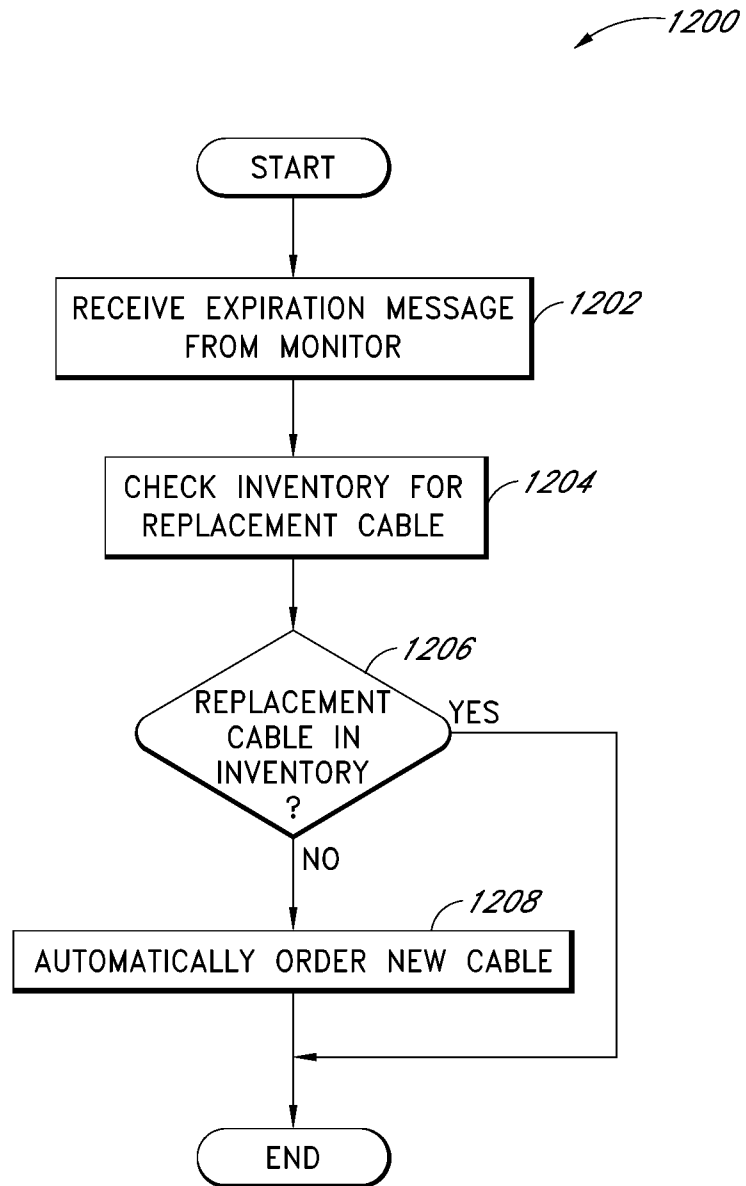 1200
START
RECEIVE EXPIRATION MESSAGE
FROM MONITOR
1202
CHECK INVENTORY FOR
REPLACEMENT CABLE
1204
1206
REPLACEMENT
CABLE IN
INVENTORY
?
YES
NO
1208
AUTOMATICALLY ORDER NEW CABLE
END